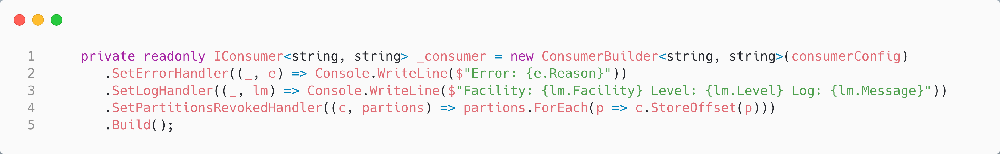 1 private readonly IConsumer<string, string> _consumer = new ConsumerBuilder<string, string>(consumerConfig)
2 .SetErrorHandler((_, e) => Console.WriteLine($"Error: {e.Reason}"))
3 .SetLogHandler((_, lm) => Console.WriteLine($"Facility: {lm.Facility} Level: {lm.Level} Log: {lm.Message}"))
4 .SetPartitionsRevokedHandler((c, partions) => partions.ForEach(p => c.StoreOffset(p)))
5 .Build();